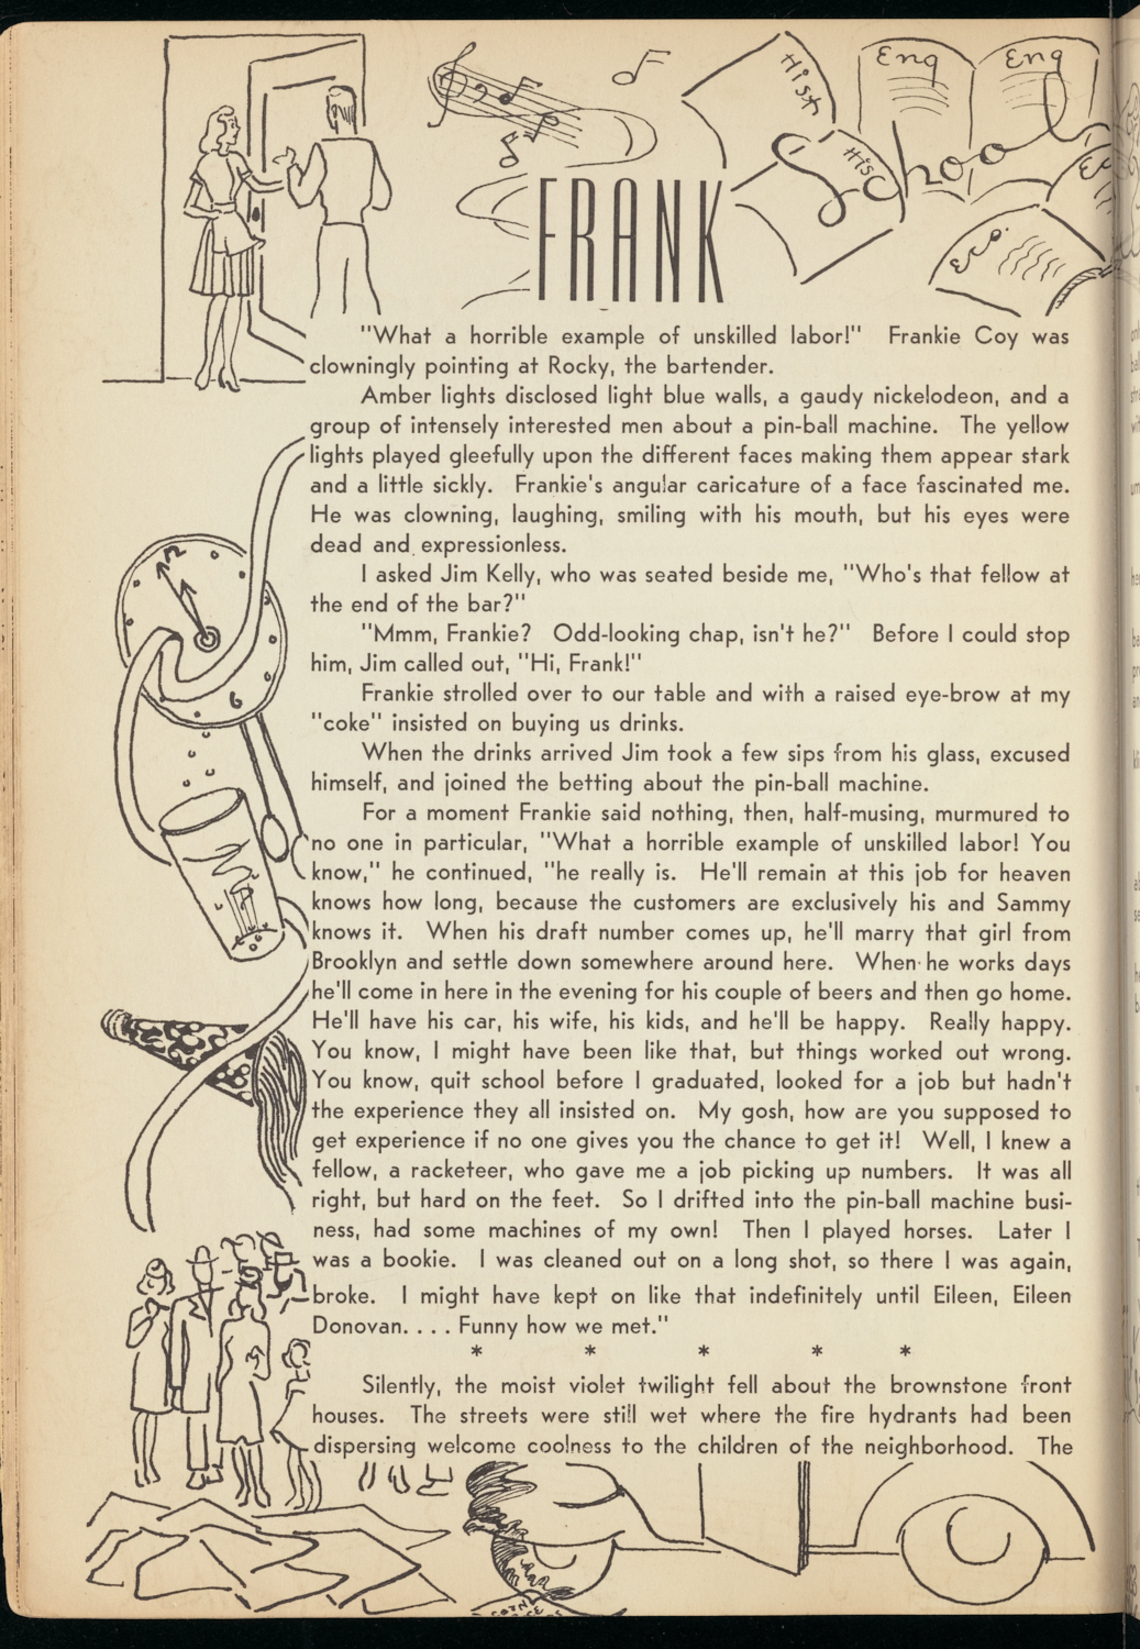 Hist
Eng
Eng
Hist
School
FRANK
"What a horrible example of unskilled labor!" Frankie Coy was
clowningly pointing at Rocky, the bartender.
Amber lights disclosed light blue walls, a gaudy nickelodeon, and a
group of intensely interested men about a pin-ball machine. The yellow
lights played gleefully upon the different faces making them appear stark
and a little sickly. Frankie's angular caricature of a face fascinated me.
He was clowning, laughing, smiling with his mouth, but his eyes were
dead and expressionless.
I asked Jim Kelly, who was seated beside me, "Who's that fellow at
the end of the bar?"
"Mmm, Frankie? Odd-looking chap, isn't he?" Before I could stop
him, Jim called out, "Hi, Frank!"
Frankie strolled over to our table and with a raised eye-brow at my
"coke" insisted on buying us drinks.
When the drinks arrived Jim took a few sips from his glass, excused
himself, and joined the betting about the pin-ball machine.
For a moment Frankie said nothing, then, half-musing, murmured to
no one in particular, "What a horrible example of unskilled labor! You
know," he continued, "he really is. He'll remain at this job for heaven
knows how long, because the customers are exclusively his and Sammy
knows it. When his draft number comes up, he'll marry that girl from
Brooklyn and settle down somewhere around here. When he works days
he'll come in here in the evening for his couple of beers and then go home.
He'll have his car, his wife, his kids, and he'll be happy. Really happy.
You know, I might have been like that, but things worked out wrong.
You know, quit school before I graduated, looked for a job but hadn't
the experience they all insisted on. My gosh, how are you supposed to
get experience if no one gives you the chance to get it! Well, I knew a
fellow, a racketeer, who gave me a job picking up numbers. It was all
right, but hard on the feet. So I drifted into the pin-ball machine busi-
ness, had some machines of my own! Then I played horses. Later I
was a bookie. I was cleaned out on a long shot, so there I was again,
broke. I might have kept on like that indefinitely until Eileen, Eileen
Donovan. . . . Funny how we met."
* * * * *
Silently, the moist violet twilight fell about the brownstone front
houses. The streets were still wet where the fire hydrants had been
dispersing welcome coolness to the children of the neighborhood. The
12
6